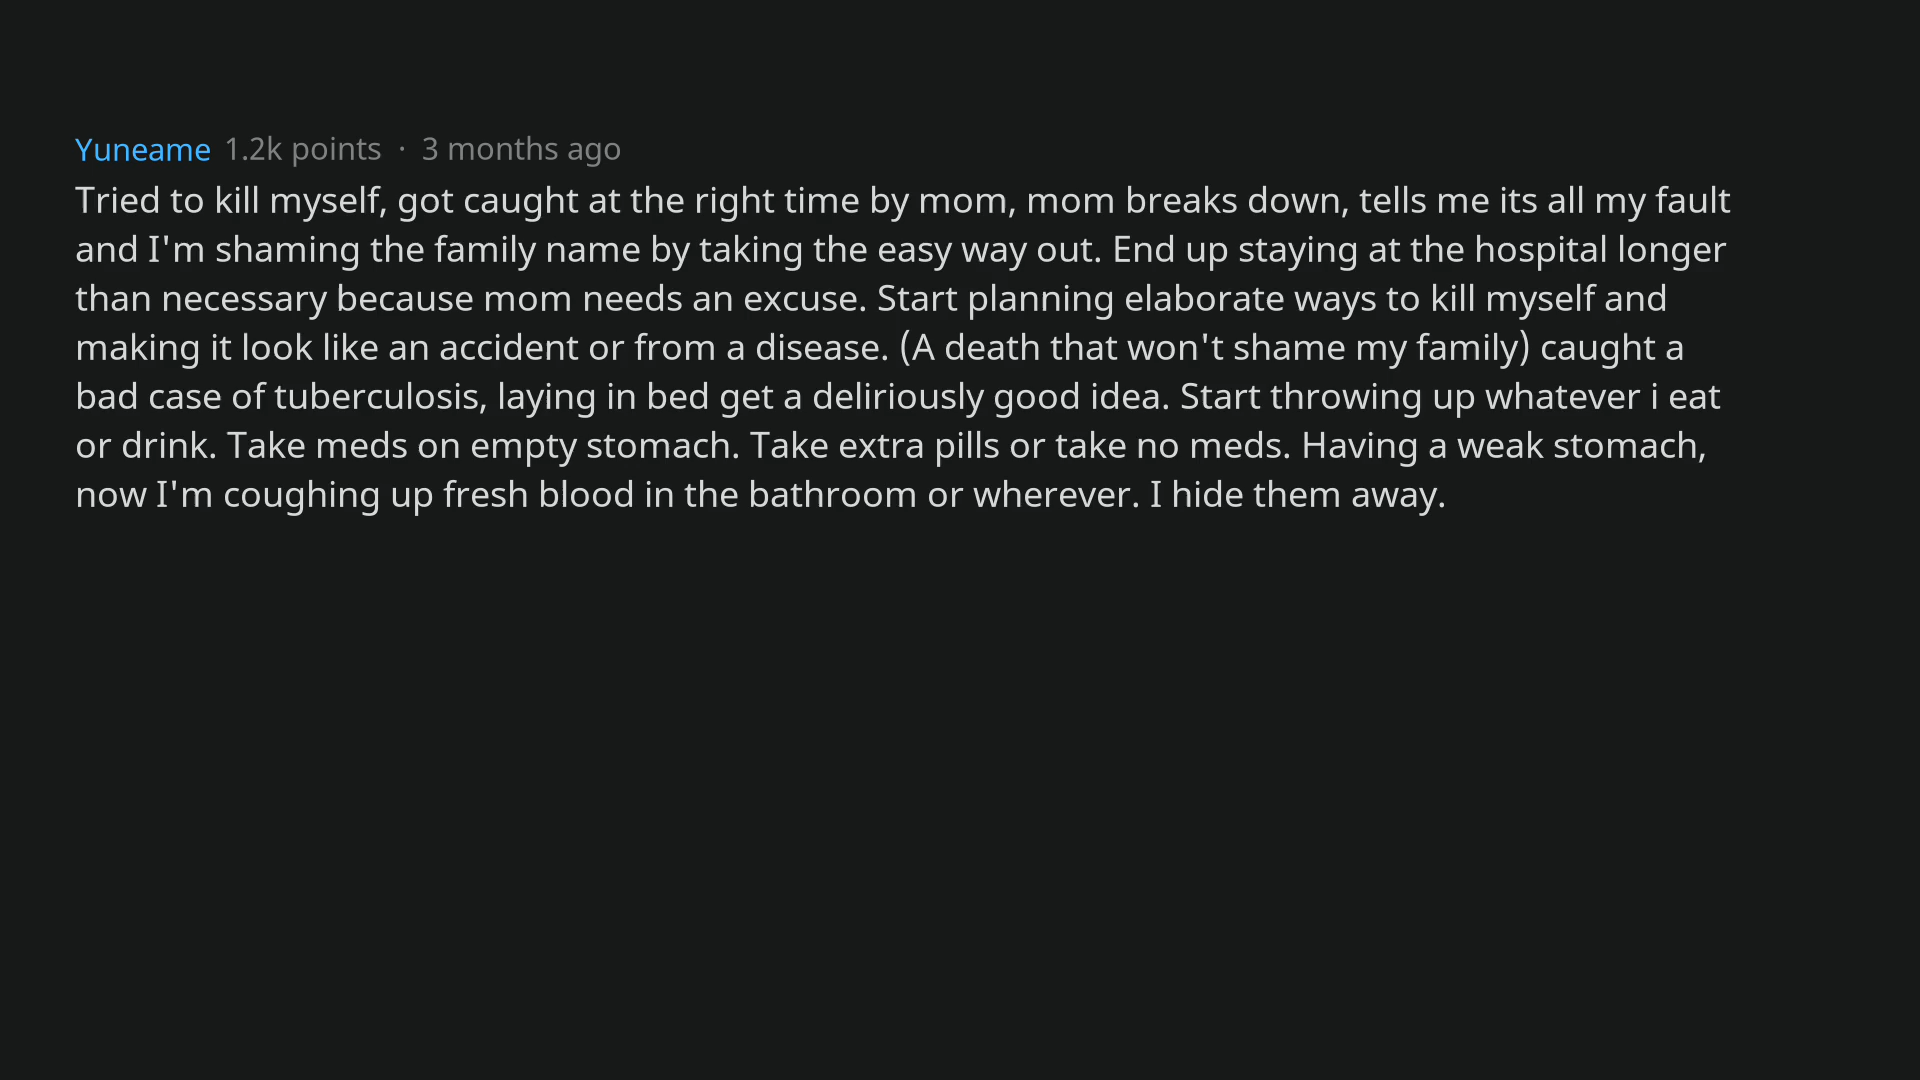 Yuneame 1.2k points · 3 months ago
Tried to kill myself, got caught at the right time by mom, mom breaks down, tells me its all my fault
and I'm shaming the family name by taking the easy way out. End up staying at the hospital longer
than necessary because mom needs an excuse. Start planning elaborate ways to kill myself and
making it look like an accident or from a disease. (A death that won't shame my family) caught a
bad case of tuberculosis, laying in bed get a deliriously good idea. Start throwing up whatever i eat
or drink. Take meds on empty stomach. Take extra pills or take no meds. Having a weak stomach,
now I'm coughing up fresh blood in the bathroom or wherever. I hide them away.